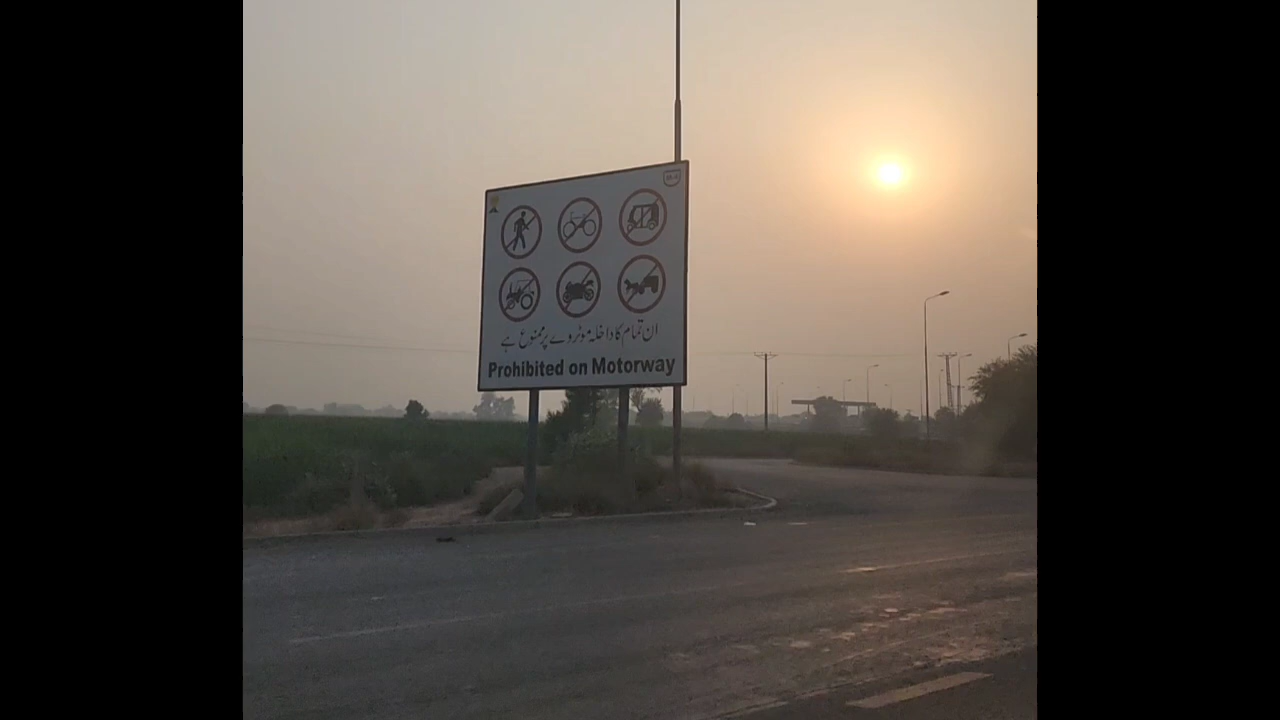 ان تمام کا داخلہ موٹروے پر ممنوع ہے
Prohibited on Motorway